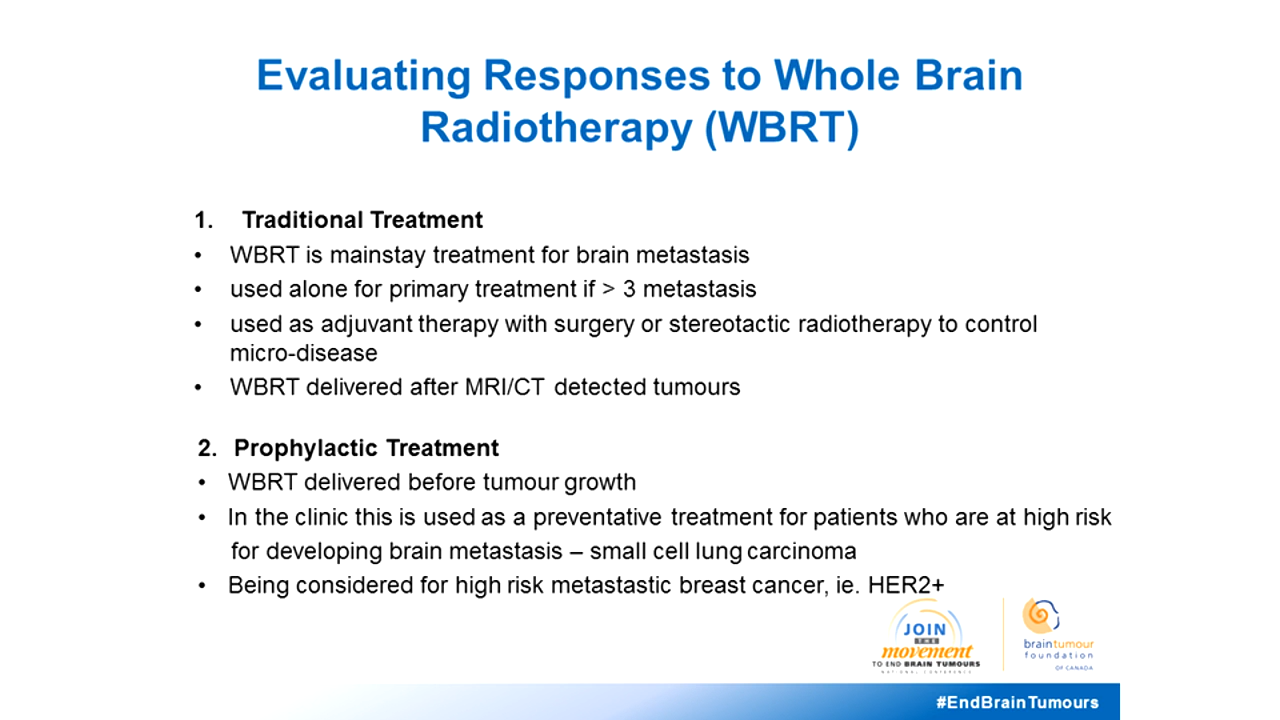 Evaluating Responses to Whole Brain
Radiotherapy (WBRT)
1. Traditional Treatment
• WBRT is mainstay treatment for brain metastasis
• used alone for primary treatment if > 3 metastasis
• used as adjuvant therapy with surgery or stereotactic radiotherapy to control
micro-disease
• WBRT delivered after MRI/CT detected tumours
2. Prophylactic Treatment
• WBRT delivered before tumour growth
• In the clinic this is used as a preventative treatment for patients who are at high risk
for developing brain metastasis – small cell lung carcinoma
• Being considered for high risk metastastic breast cancer, ie. HER2+
JOIN
THE
movement
TO END BRAIN TUMOURS
NATIONAL CONFERENCE
braintumour
foundation
OF CANADA
#EndBrainTumours